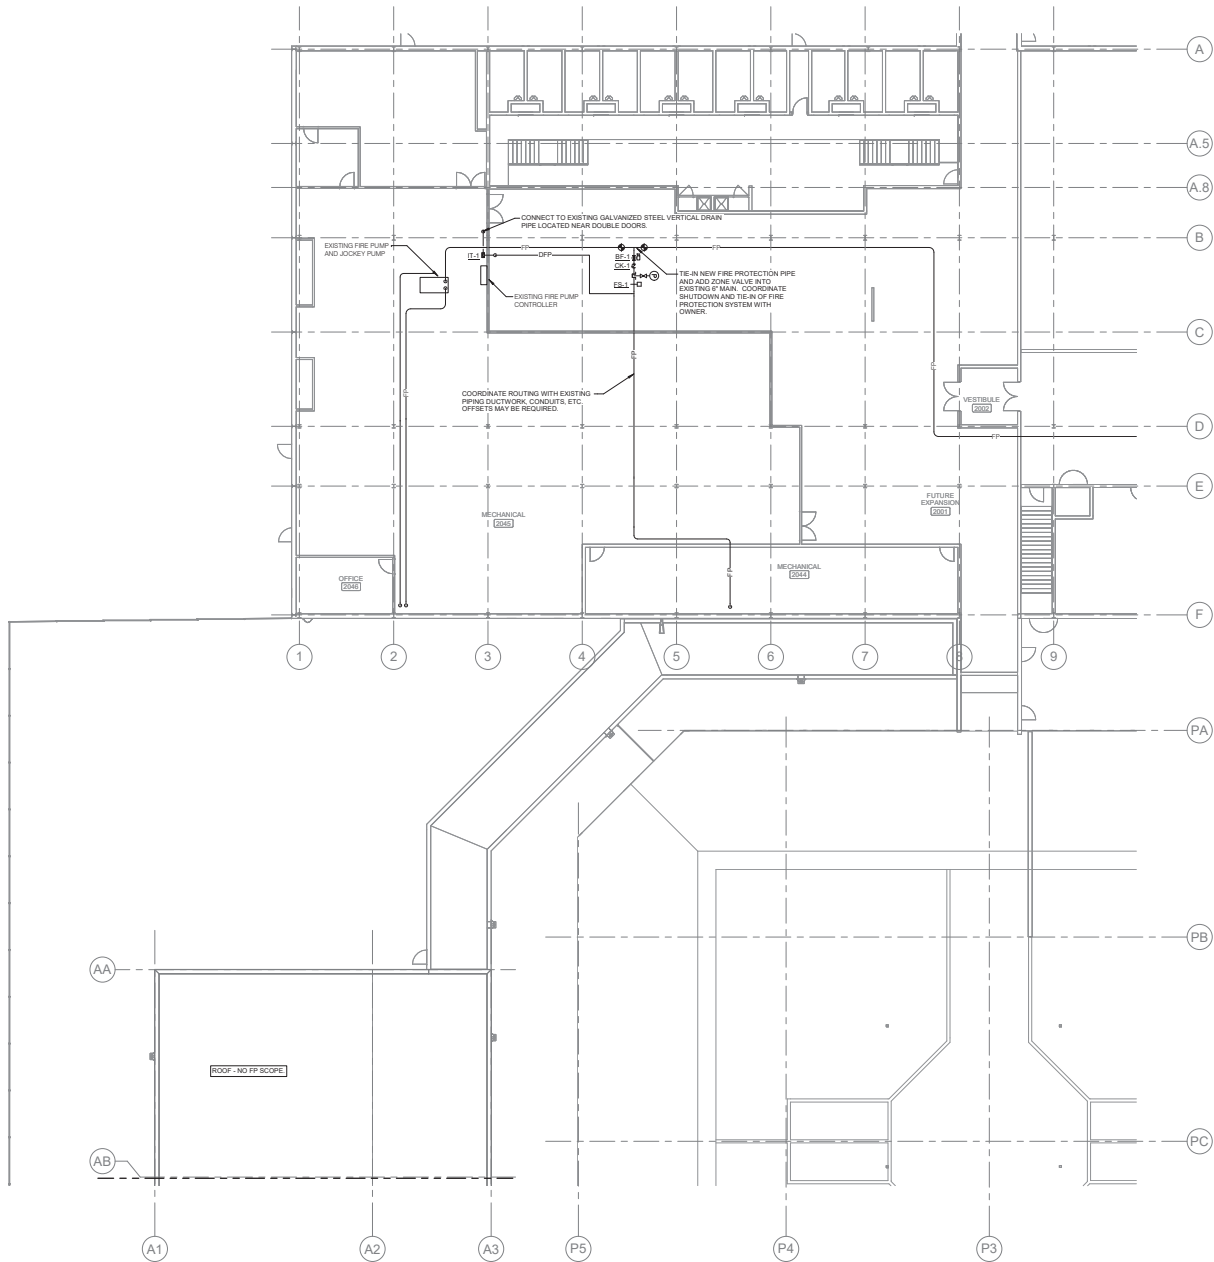 A
A.5
A.8
CONNECT TO EXISTING GALVANIZED STEEL VERTICAL DRAIN
PIPE LOCATED NEAR DOUBLE DOORS.
B
EXISTING FIRE PUMP
AND JOCKEY PUMP
FP
FP
IT-1
DFP
BF-1
CK-1
FS-1
TIE-IN NEW FIRE PROTECTION PIPE
AND ADD ZONE VALVE INTO
EXISTING 6" MAIN. COORDINATE
SHUTDOWN AND TIE-IN OF FIRE
PROTECTION SYSTEM WITH
OWNER.
EXISTING FIRE PUMP
CONTROLLER
C
FP
FP
FP
COORDINATE ROUTING WITH EXISTING
PIPING DUCTWORK, CONDUITS, ETC.
OFFSETS MAY BE REQUIRED.
VESTIBULE
2002
D
FP
E
FUTURE
EXPANSION
2001
MECHANICAL
2045
MECHANICAL
2044
FP
OFFICE
2046
F
1
2
3
4
5
6
7
8
9
PA
PB
AA
ROOF - NO FP SCOPE.
PC
AB
A1
A2
A3
P5
P4
P3